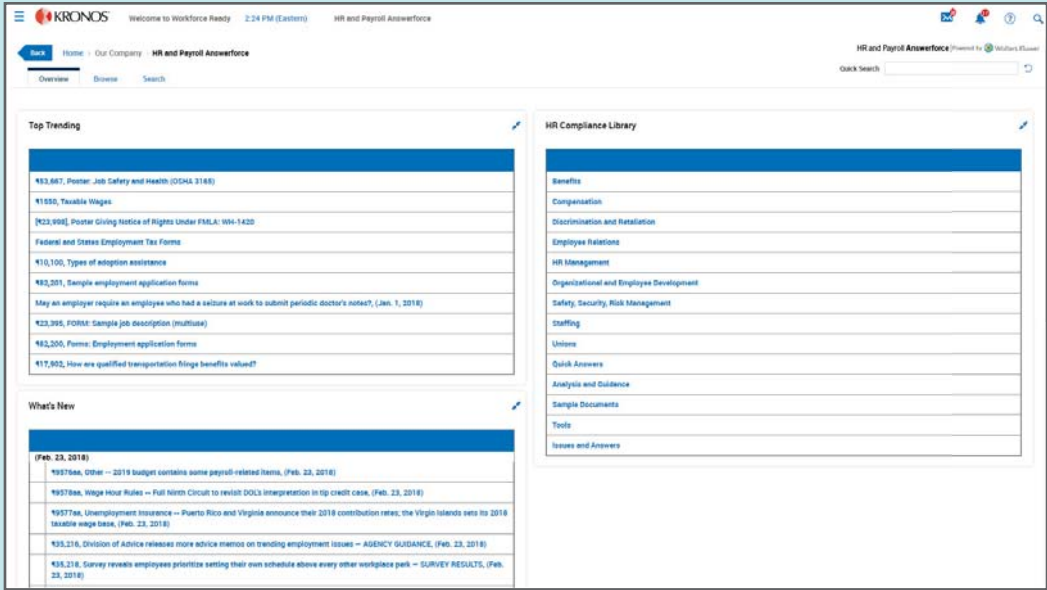 KRONOS Welcome to Workforce Ready 2:24 PM (Eastern) HR and Payroll Answerforce
Back Home Our Company HR and Payroll Answerforce
HR and Payroll Answerforce Powered by Wolters Kluwer
Overview Browse Search
Quick Search
Top Trending
¶53,667, Poster: Job Safety and Health (OSHA 3165)
¶1550, Taxable Wages
[¶23,998], Poster Giving Notice of Rights Under FMLA: WH-1420
Federal and States Employment Tax Forms
¶10,100, Types of adoption assistance
¶82,201, Sample employment application forms
May an employer require an employee who had a seizure at work to submit periodic doctor's notes?, (Jan. 1, 2018)
¶23,395, FORM: Sample job description (multiuse)
¶82,200, Forms: Employment application forms
¶17,902, How are qualified transportation fringe benefits valued?
What's New
(Feb. 23, 2018)
¶9576aa, Other -- 2019 budget contains some payroll-related items, (Feb. 23, 2018)
¶9578aa, Wage Hour Rules -- Full Ninth Circuit to revisit DOL's interpretation in tip credit case, (Feb. 23, 2018)
¶9577aa, Unemployment Insurance -- Puerto Rico and Virginia announce their 2018 contribution rates; the Virgin Islands sets its 2018
taxable wage base, (Feb. 23, 2018)
¶35,216, Division of Advice releases more advice memos on trending employment issues — AGENCY GUIDANCE, (Feb. 23, 2018)
¶35,218, Survey reveals employees prioritize setting their own schedule above every other workplace perk — SURVEY RESULTS, (Feb.
23, 2018)
HR Compliance Library
Benefits
Compensation
Discrimination and Retaliation
Employee Relations
HR Management
Organizational and Employee Development
Safety, Security, Risk Management
Staffing
Unions
Quick Answers
Analysis and Guidance
Sample Documents
Tools
Issues and Answers